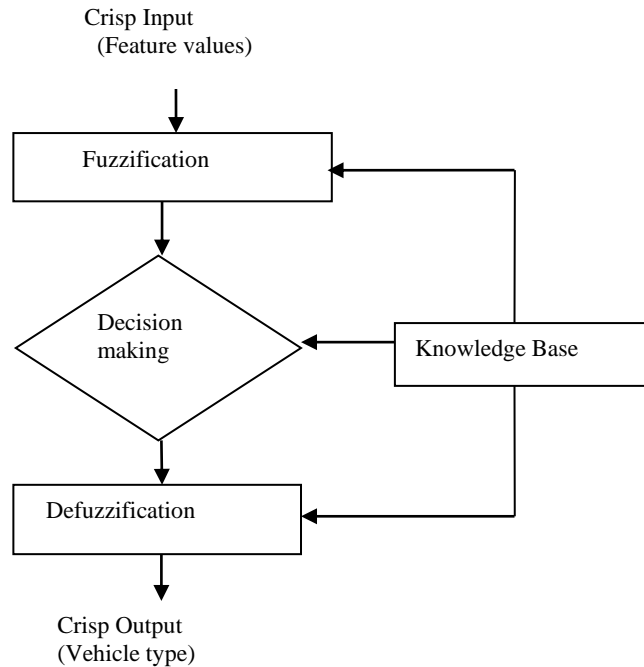 Crisp Input
(Feature values)
Fuzzification
Decision
making
Knowledge Base
Defuzzification
Crisp Output
(Vehicle type)